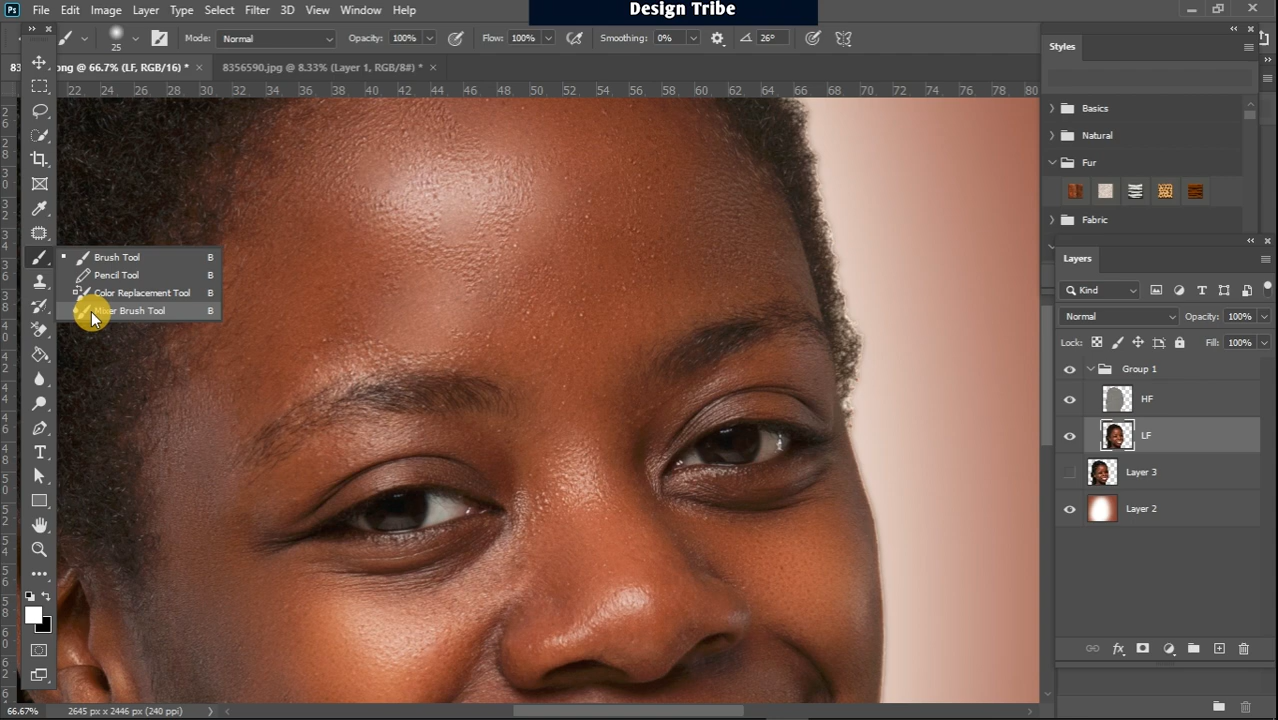 Design Tribe
Ps File Edit Image Layer Type Select Filter 3D View Window Help
25 Mode: Normal Opacity: 100% Flow: 100% Smoothing: 0% 26°
.png @ 66.7% (LF, RGB/16) * × 8356590.jpg @ 8.33% (Layer 1, RGB/8#) * ×
22 24 26 28 30 32 34 36 38 40 42 44 46 48 50 52 54 56 58 60 62 64 66 68 70 72 74 76 78 80
Brush Tool B
Pencil Tool B
Color Replacement Tool B
Mixer Brush Tool B
Styles
Basics
Natural
Fur
Fabric
Layers
Kind
Normal Opacity: 100%
Lock: Fill: 100%
Group 1
HF
LF
Layer 3
Layer 2
66.67% 2645 px x 2446 px (240 ppi)